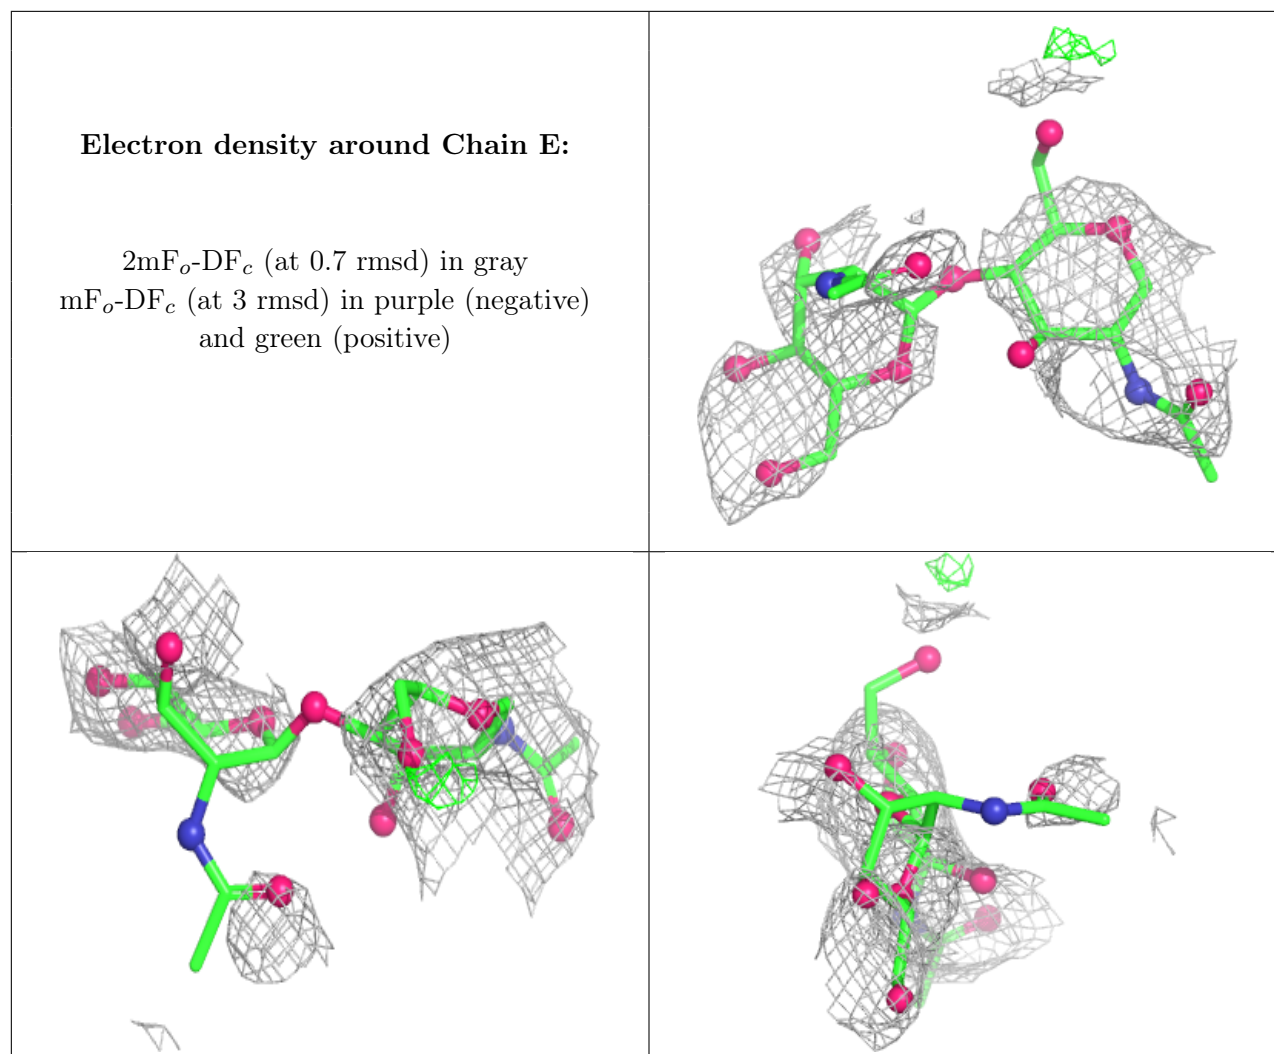 Electron density around Chain E:
2mFₒ-DF𝒸 (at 0.7 rmsd) in gray
mFₒ-DF𝒸 (at 3 rmsd) in purple (negative)
and green (positive)